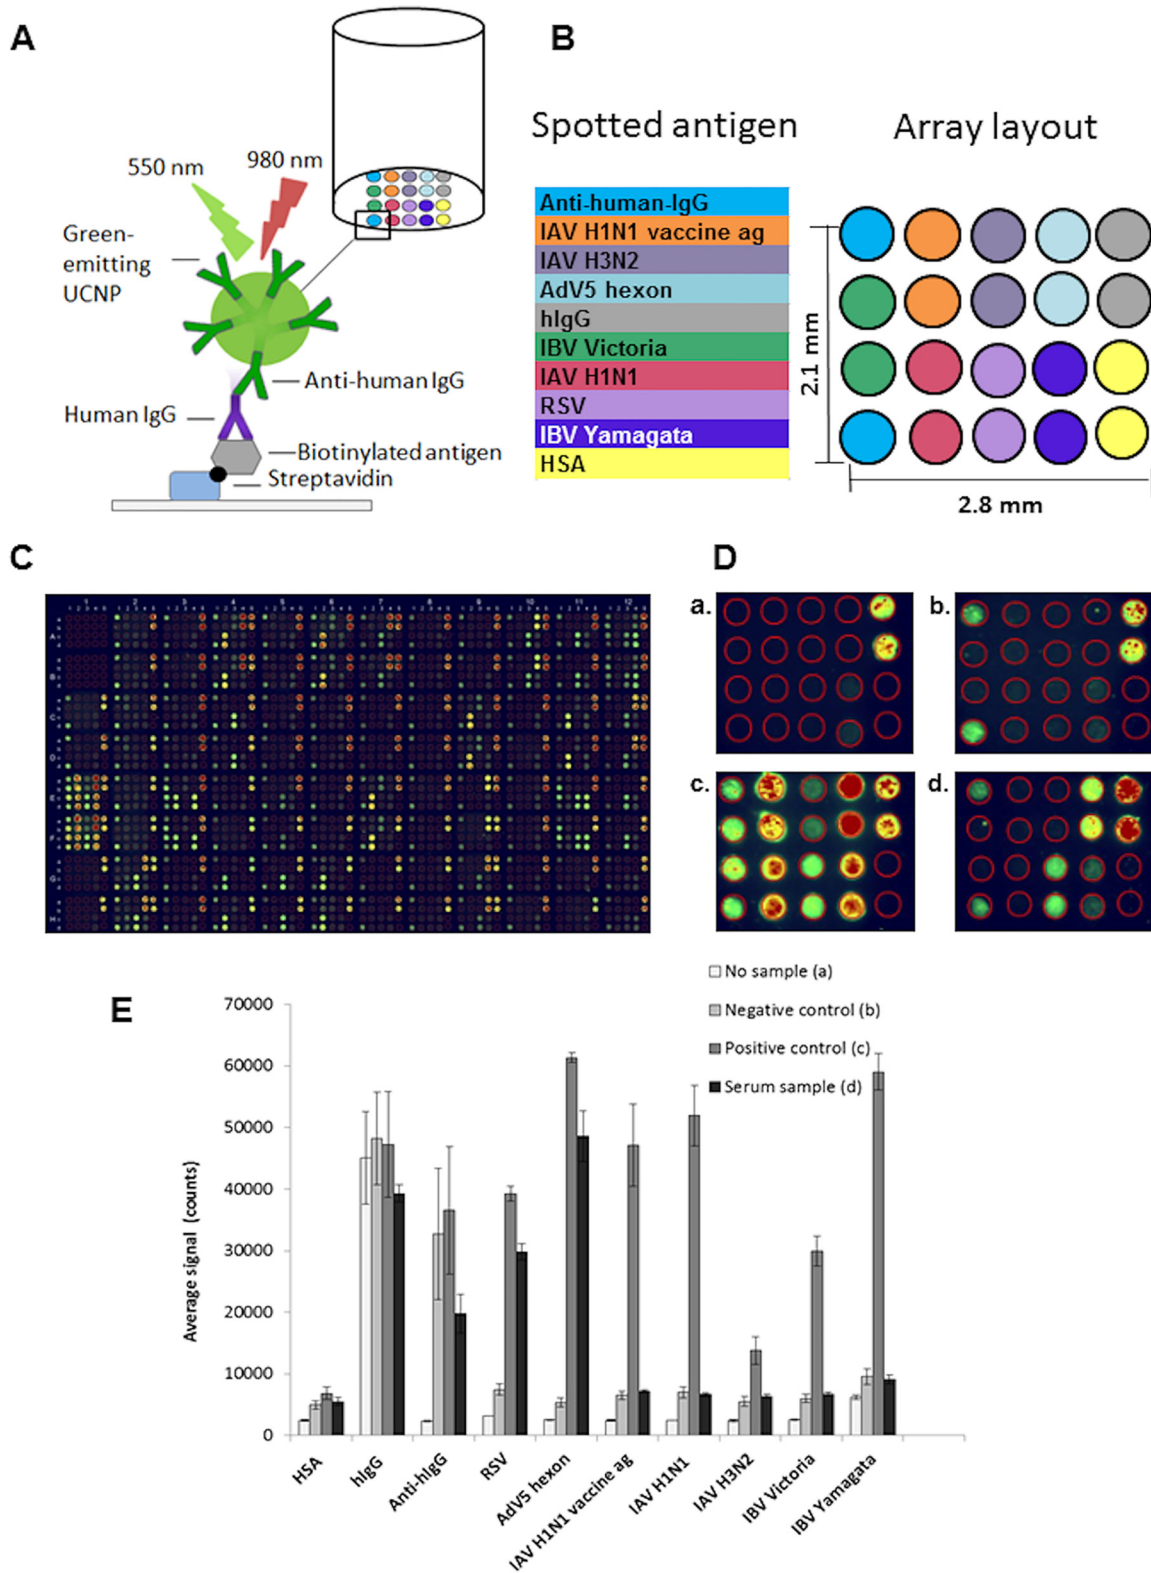 A
550 nm
980 nm
Green-
emitting
UCNP
Anti-human IgG
Human IgG
Biotinylated antigen
Streptavidin
B
Spotted antigen
Array layout
Anti-human-IgG
IAV H1N1 vaccine ag
IAV H3N2
AdV5 hexon
hIgG
IBV Victoria
IAV H1N1
RSV
IBV Yamagata
HSA
2.1 mm
2.8 mm
C
D
a.
b.
c.
d.
E
No sample (a)
Negative control (b)
Positive control (c)
Serum sample (d)
Average signal (counts)
70000
60000
50000
40000
30000
20000
10000
0
HSA
hIgG
Anti-hIgG
RSV
AdV5 hexon
IAV H1N1 vaccine ag
IAV H1N1
IAV H3N2
IBV Victoria
IBV Yamagata